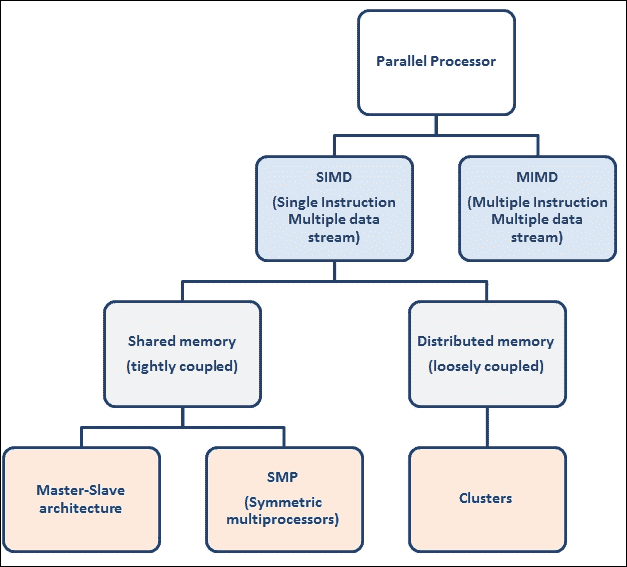 Parallel Processor
SIMD
(Single Instruction
Multiple data
stream)
MIMD
(Multiple Instruction
Multiple data
stream)
Shared memory
(tightly coupled)
Distributed memory
(loosely coupled)
Master-Slave
architecture
SMP
(Symmetric
multiprocessors)
Clusters